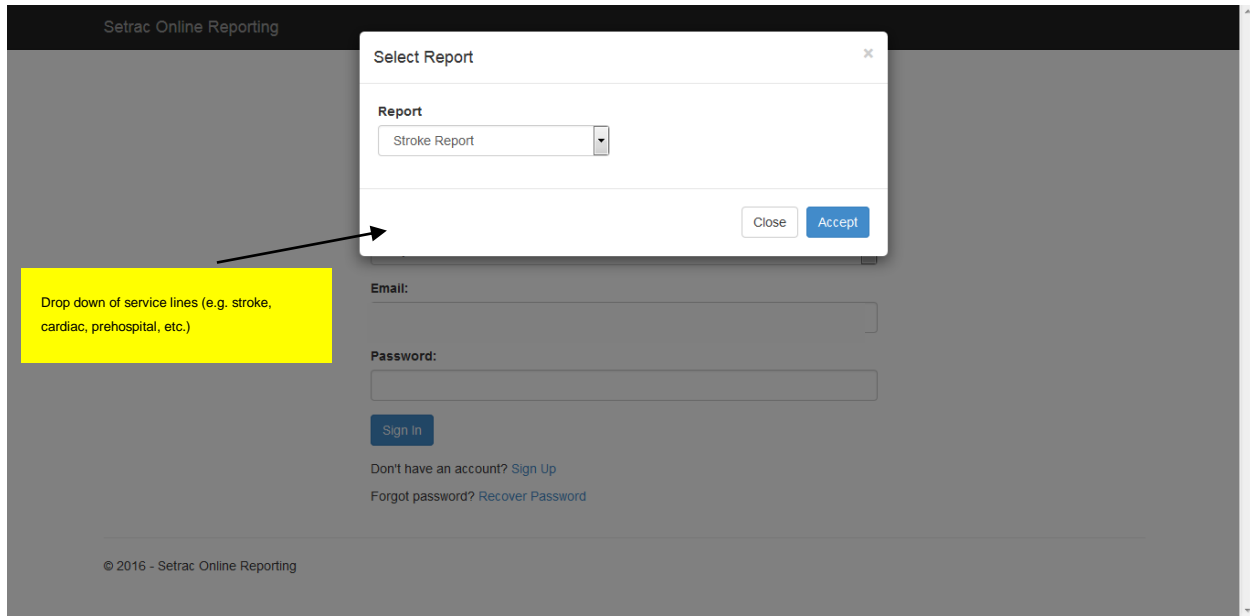 Setrac Online Reporting
Select Report
×
Report
Stroke Report
Close Accept
Drop down of service lines (e.g. stroke,
cardiac, prehospital, etc.)
Email:
Password:
Sign In
Don't have an account? Sign Up
Forgot password? Recover Password
© 2016 - Setrac Online Reporting